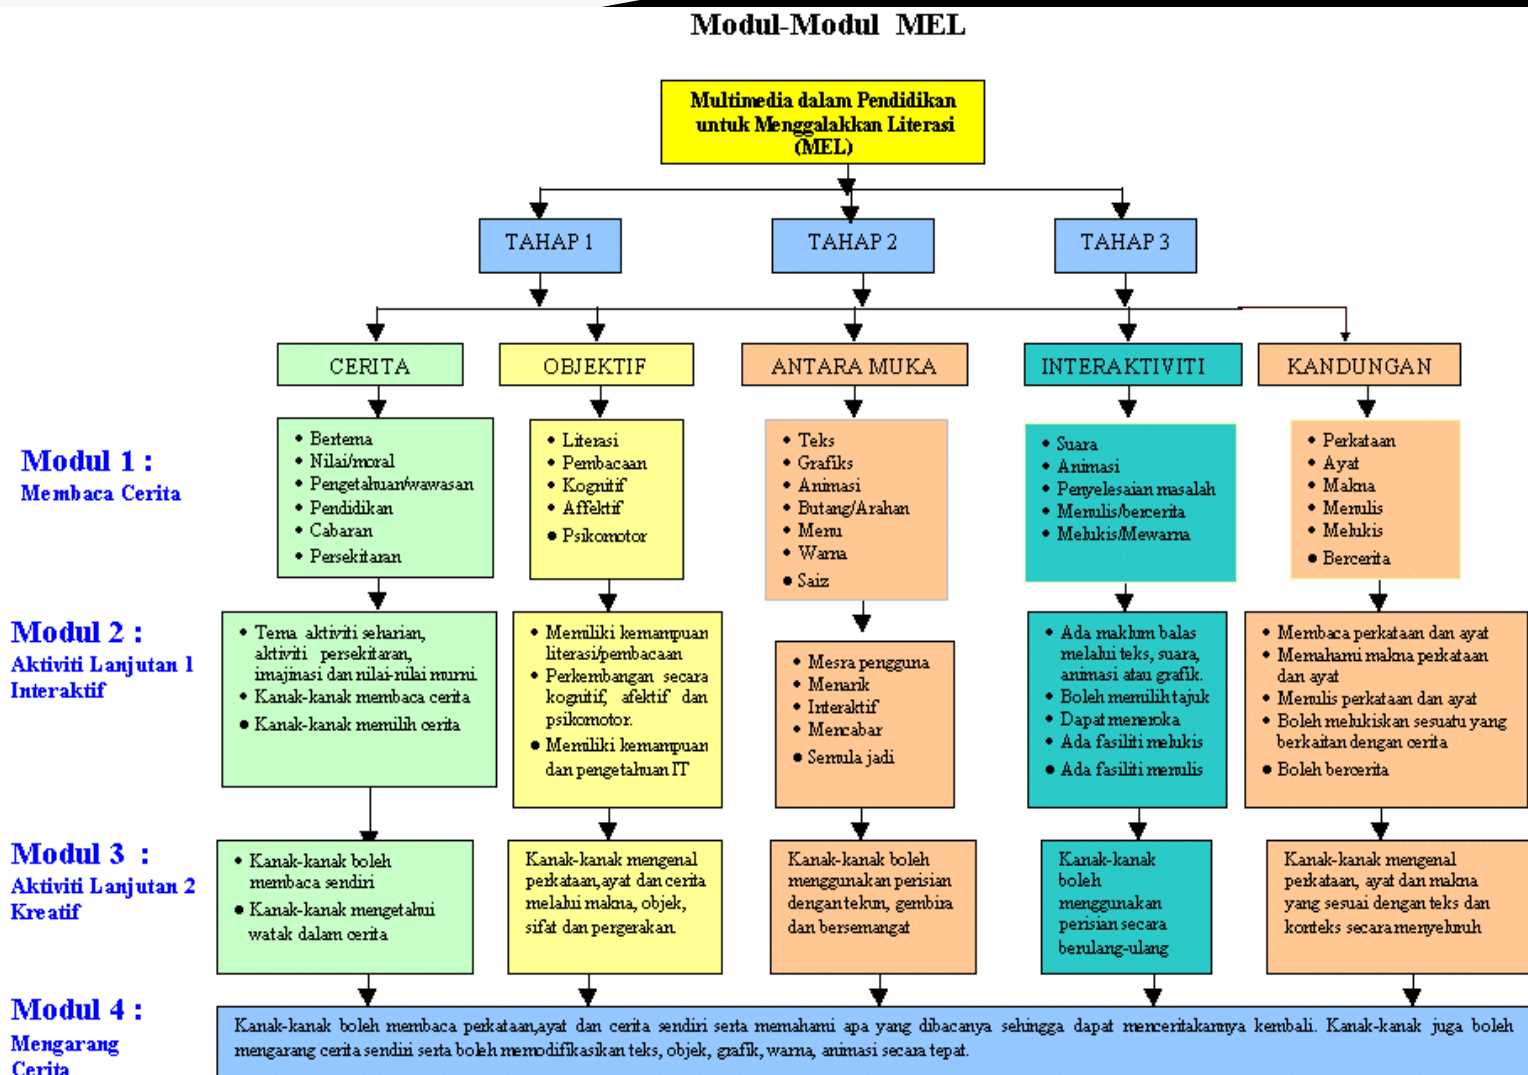 Modul-Modul MEL
Multimedia dalam Pendidikan
untuk Menggalakkan Literasi
(MEL)
TAHAP 1
TAHAP 2
TAHAP 3
CERITA
OBJEKTIF
ANTARA MUKA
INTERAKTIVITI
KANDUNGAN
Modul 1 :
Membaca Cerita
• Bertema
• Nilai/moral
• Pengetahuan/wawasan
• Pendidikan
• Cabaran
• Persekitaran
• Literasi
• Pembacaan
• Kognitif
• Affektif
• Psikomotor
• Teks
• Grafiks
• Animasi
• Butang/Arahan
• Menu
• Warna
• Saiz
• Suara
• Animasi
• Penyelesaian masalah
• Menulis/bercerita
• Melukis/Mewarna
• Perkataan
• Ayat
• Makna
• Menulis
• Melukis
• Bercerita
Modul 2 :
Aktiviti Lanjutan 1
Interaktif
• Tema aktiviti seharian,
aktiviti persekitaran,
imajinasi dan nilai-nilai murni.
• Kanak-kanak membaca cerita
• Kanak-kanak memilih cerita
• Memiliki kemampuan
literasi/pembacaan
• Perkembangan secara
kognitif, afektif dan
psikomotor.
• Memiliki kemampuan
dan pengetahuan IT
• Mesra pengguna
• Menarik
• Interaktif
• Mencabar
• Semula jadi
• Ada maklum balas
melalui teks, suara,
animasi atau grafik.
• Boleh memilih tajuk
• Dapat meneroka
• Ada fasiliti melukis
• Ada fasiliti menulis
• Membaca perkataan dan ayat
• Memahami makna perkataan
dan ayat
• Menulis perkataan dan ayat
• Boleh melukiskan sesuatu yang
berkaitan dengan cerita
• Boleh bercerita
Modul 3 :
Aktiviti Lanjutan 2
Kreatif
• Kanak-kanak boleh
membaca sendiri
• Kanak-kanak mengetahui
watak dalam cerita
Kanak-kanak mengenal
perkataan,ayat dan cerita
melalui makna, objek,
sifat dan pergerakan.
Kanak-kanak boleh
menggunakan perisian
dengan tekun, gembira
dan bersemangat
Kanak-kanak
boleh
menggunakan
perisian secara
berulang-ulang
Kanak-kanak mengenal
perkataan, ayat dan makna
yang sesuai dengan teks dan
konteks secara menyeluruh
Modul 4 :
Mengarang
Cerita
Kanak-kanak boleh membaca perkataan,ayat dan cerita sendiri serta memahami apa yang dibacanya sehingga dapat menceritakannya kembali. Kanak-kanak juga boleh
mengarang cerita sendiri serta boleh memodifikasikan teks, objek, grafik, warna, animasi secara tepat.